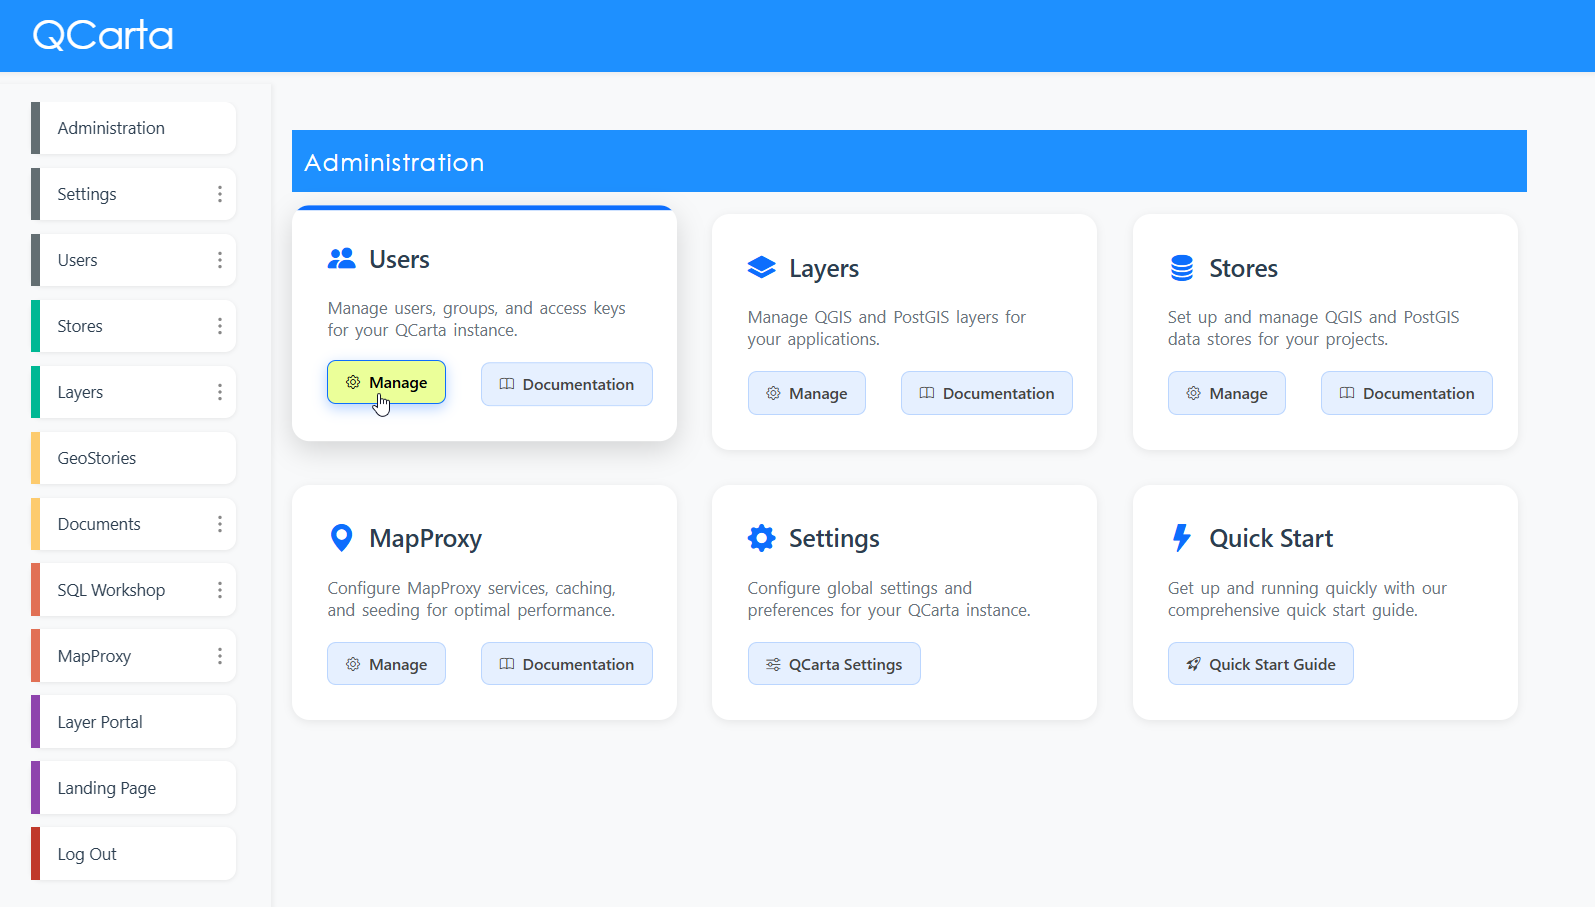 QCarta
Administration
Settings
Users
Stores
Layers
GeoStories
Documents
SQL Workshop
MapProxy
Layer Portal
Landing Page
Log Out
Administration
Users
Manage users, groups, and access keys
for your QCarta instance.
Manage
Documentation
Layers
Manage QGIS and PostGIS layers for
your applications.
Manage
Documentation
Stores
Set up and manage QGIS and PostGIS
data stores for your projects.
Manage
Documentation
MapProxy
Configure MapProxy services, caching,
and seeding for optimal performance.
Manage
Documentation
Settings
Configure global settings and
preferences for your QCarta instance.
QCarta Settings
Quick Start
Get up and running quickly with our
comprehensive quick start guide.
Quick Start Guide